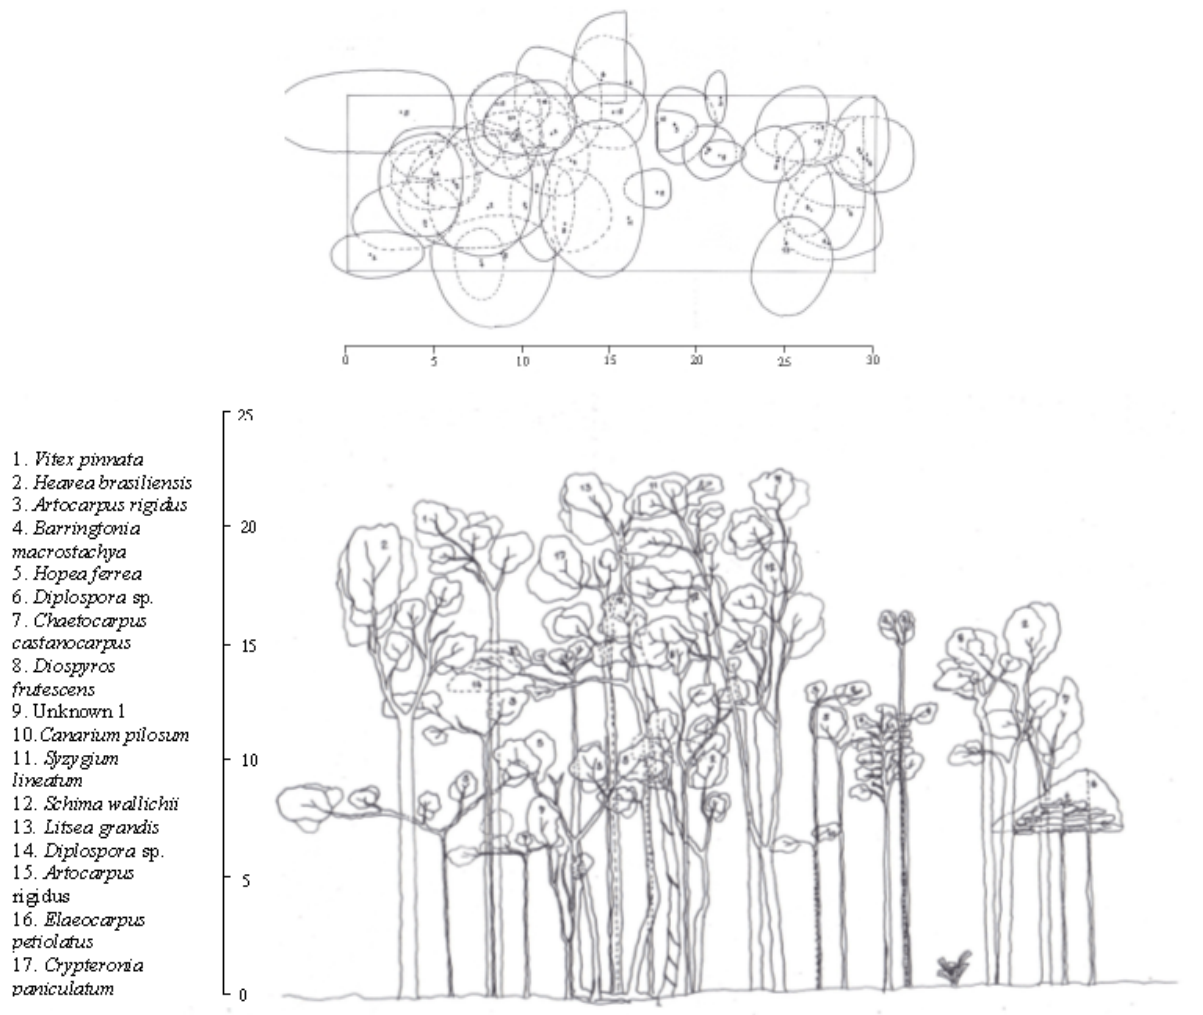 0 5 10 15 20 25 30
25
20
15
10
5
0
1. Vitex pinnata
2. Heavea brasiliensis
3. Artocarpus rigidus
4. Barringtonia
macrostachya
5. Hopea ferrea
6. Diplospora sp.
7. Chaetocarpus
castanocarpus
8. Diospyros
frutescens
9. Unknown 1
10. Canarium pilosum
11. Syzygium
lineatum
12. Schima wallichii
13. Litsea grandis
14. Diplospora sp.
15. Artocarpus
rigidus
16. Elaeocarpus
petiolatus
17. Crypteronia
paniculatum